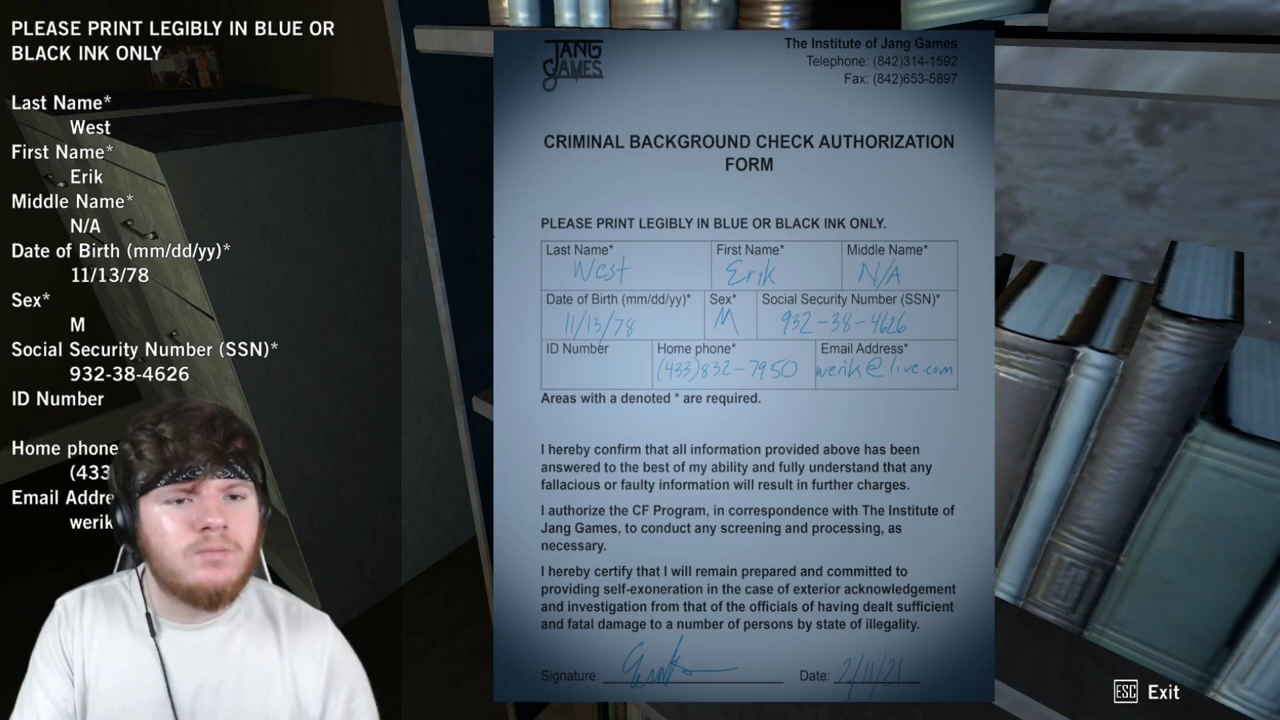 PLEASE PRINT LEGIBLY IN BLUE OR
BLACK INK ONLY
Last Name*
West
First Name*
Erik
Middle Name*
N/A
Date of Birth (mm/dd/yy)*
11/13/78
Sex*
M
Social Security Number (SSN)*
932-38-4626
ID Number
Home phone
(433
Email Addre
werik
JANG
GAMES
The Institute of Jang Games
Telephone: (842)314-1592
Fax: (842)653-5897
CRIMINAL BACKGROUND CHECK AUTHORIZATION
FORM
PLEASE PRINT LEGIBLY IN BLUE OR BLACK INK ONLY.
Last Name* First Name* Middle Name*
West Erik N/A
Date of Birth (mm/dd/yy)* Sex* Social Security Number (SSN)*
11/13/78 M 932-38-4626
ID Number Home phone* Email Address*
(433)832-7950 werik@live.com
Areas with a denoted * are required.
I hereby confirm that all information provided above has been
answered to the best of my ability and fully understand that any
fallacious or faulty information will result in further charges.
I authorize the CF Program, in correspondence with The Institute of
Jang Games, to conduct any screening and processing, as
necessary.
I hereby certify that I will remain prepared and committed to
providing self-exoneration in the case of exterior acknowledgement
and investigation from that of the officials of having dealt sufficient
and fatal damage to a number of persons by state of illegality.
Signature: Date: 2/11/21
ESC Exit